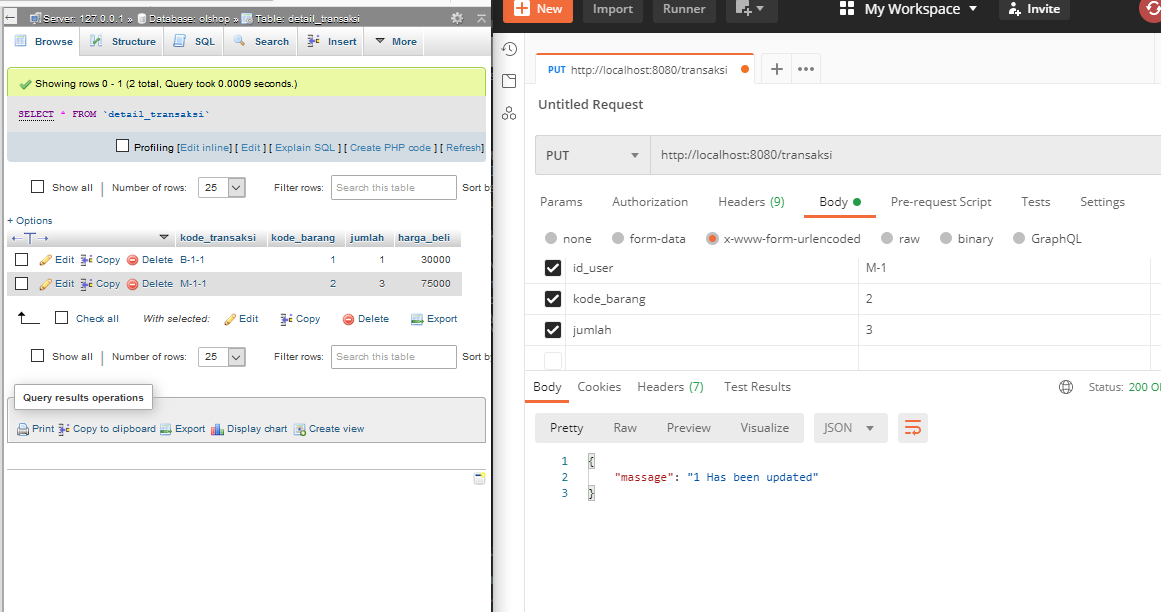 Server: 127.0.0.1 » Database: olshop » Table: detail_transaksi
Browse Structure SQL Search Insert More
Showing rows 0 - 1 (2 total, Query took 0.0009 seconds.)
SELECT * FROM `detail_transaksi`
Profiling [Edit inline] [ Edit ] [ Explain SQL ] [ Create PHP code ] [ Refresh]
Show all | Number of rows: 25 Filter rows: Search this table Sort by
+ Options
←T→ kode_transaksi kode_barang jumlah harga_beli
Edit Copy Delete B-1-1 1 1 30000
Edit Copy Delete M-1-1 2 3 75000
Check all With selected: Edit Copy Delete Export
Show all | Number of rows: 25 Filter rows: Search this table Sort by
Query results operations
Print Copy to clipboard Export Display chart Create view
New Import Runner My Workspace Invite
PUT http://localhost:8080/transaksi
Untitled Request
PUT http://localhost:8080/transaksi
Params Authorization Headers (9) Body Pre-request Script Tests Settings
none form-data x-www-form-urlencoded raw binary GraphQL
id_user M-1
kode_barang 2
jumlah 3
Body Cookies Headers (7) Test Results Status: 200 O
Pretty Raw Preview Visualize JSON
1 {
2 "massage": "1 Has been updated"
3 }